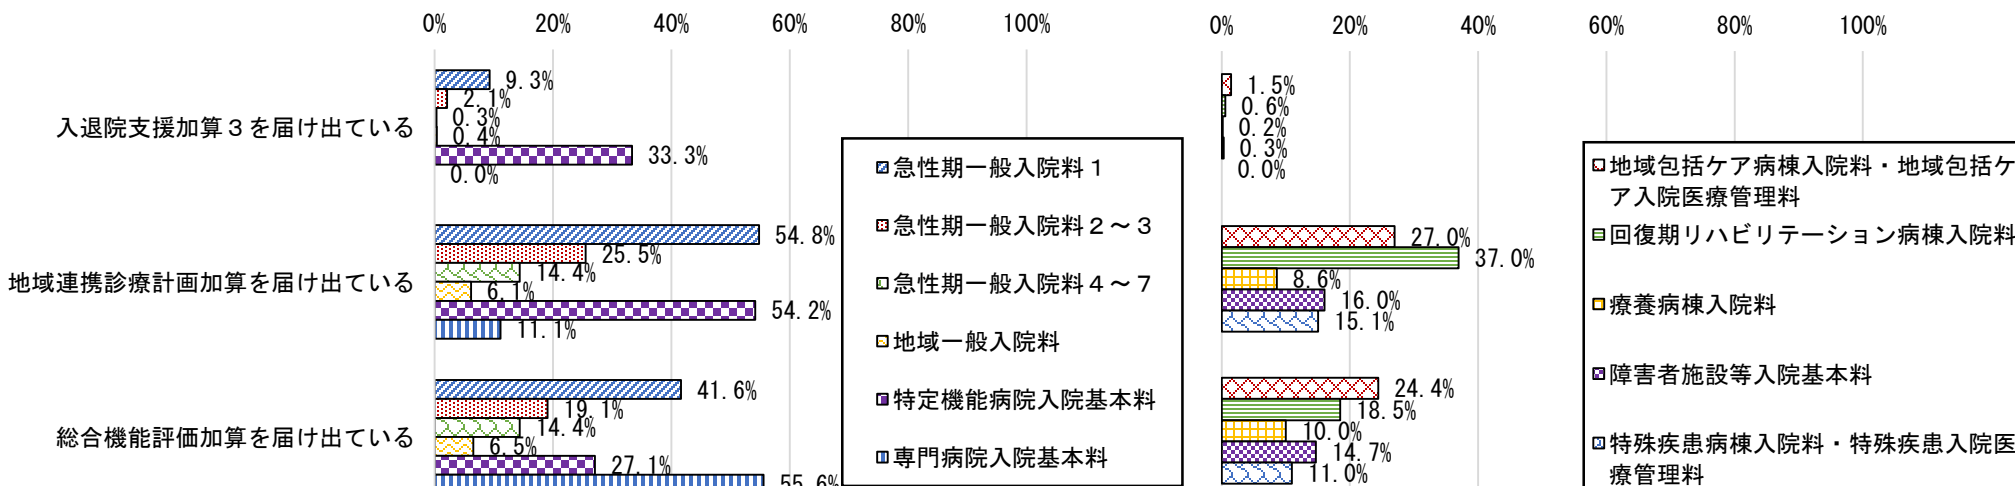 0% 20% 40% 60% 80% 100%
入退院支援加算３を届け出ている
9.3%
2.1%
0.3%
0.4%
33.3%
0.0%
地域連携診療計画加算を届け出ている
54.8%
25.5%
14.4%
6.1%
54.2%
11.1%
総合機能評価加算を届け出ている
41.6%
19.1%
14.4%
6.5%
27.1%
55.6%
急性期一般入院料１
急性期一般入院料２～３
急性期一般入院料４～７
地域一般入院料
特定機能病院入院基本料
専門病院入院基本料
0% 20% 40% 60% 80% 100%
1.5%
0.6%
0.2%
0.3%
0.0%
27.0%
37.0%
8.6%
16.0%
15.1%
24.4%
18.5%
10.0%
14.7%
11.0%
地域包括ケア病棟入院料・地域包括ケ
ア入院医療管理料
回復期リハビリテーション病棟入院料
療養病棟入院料
障害者施設等入院基本料
特殊疾患病棟入院料・特殊疾患入院医
療管理料